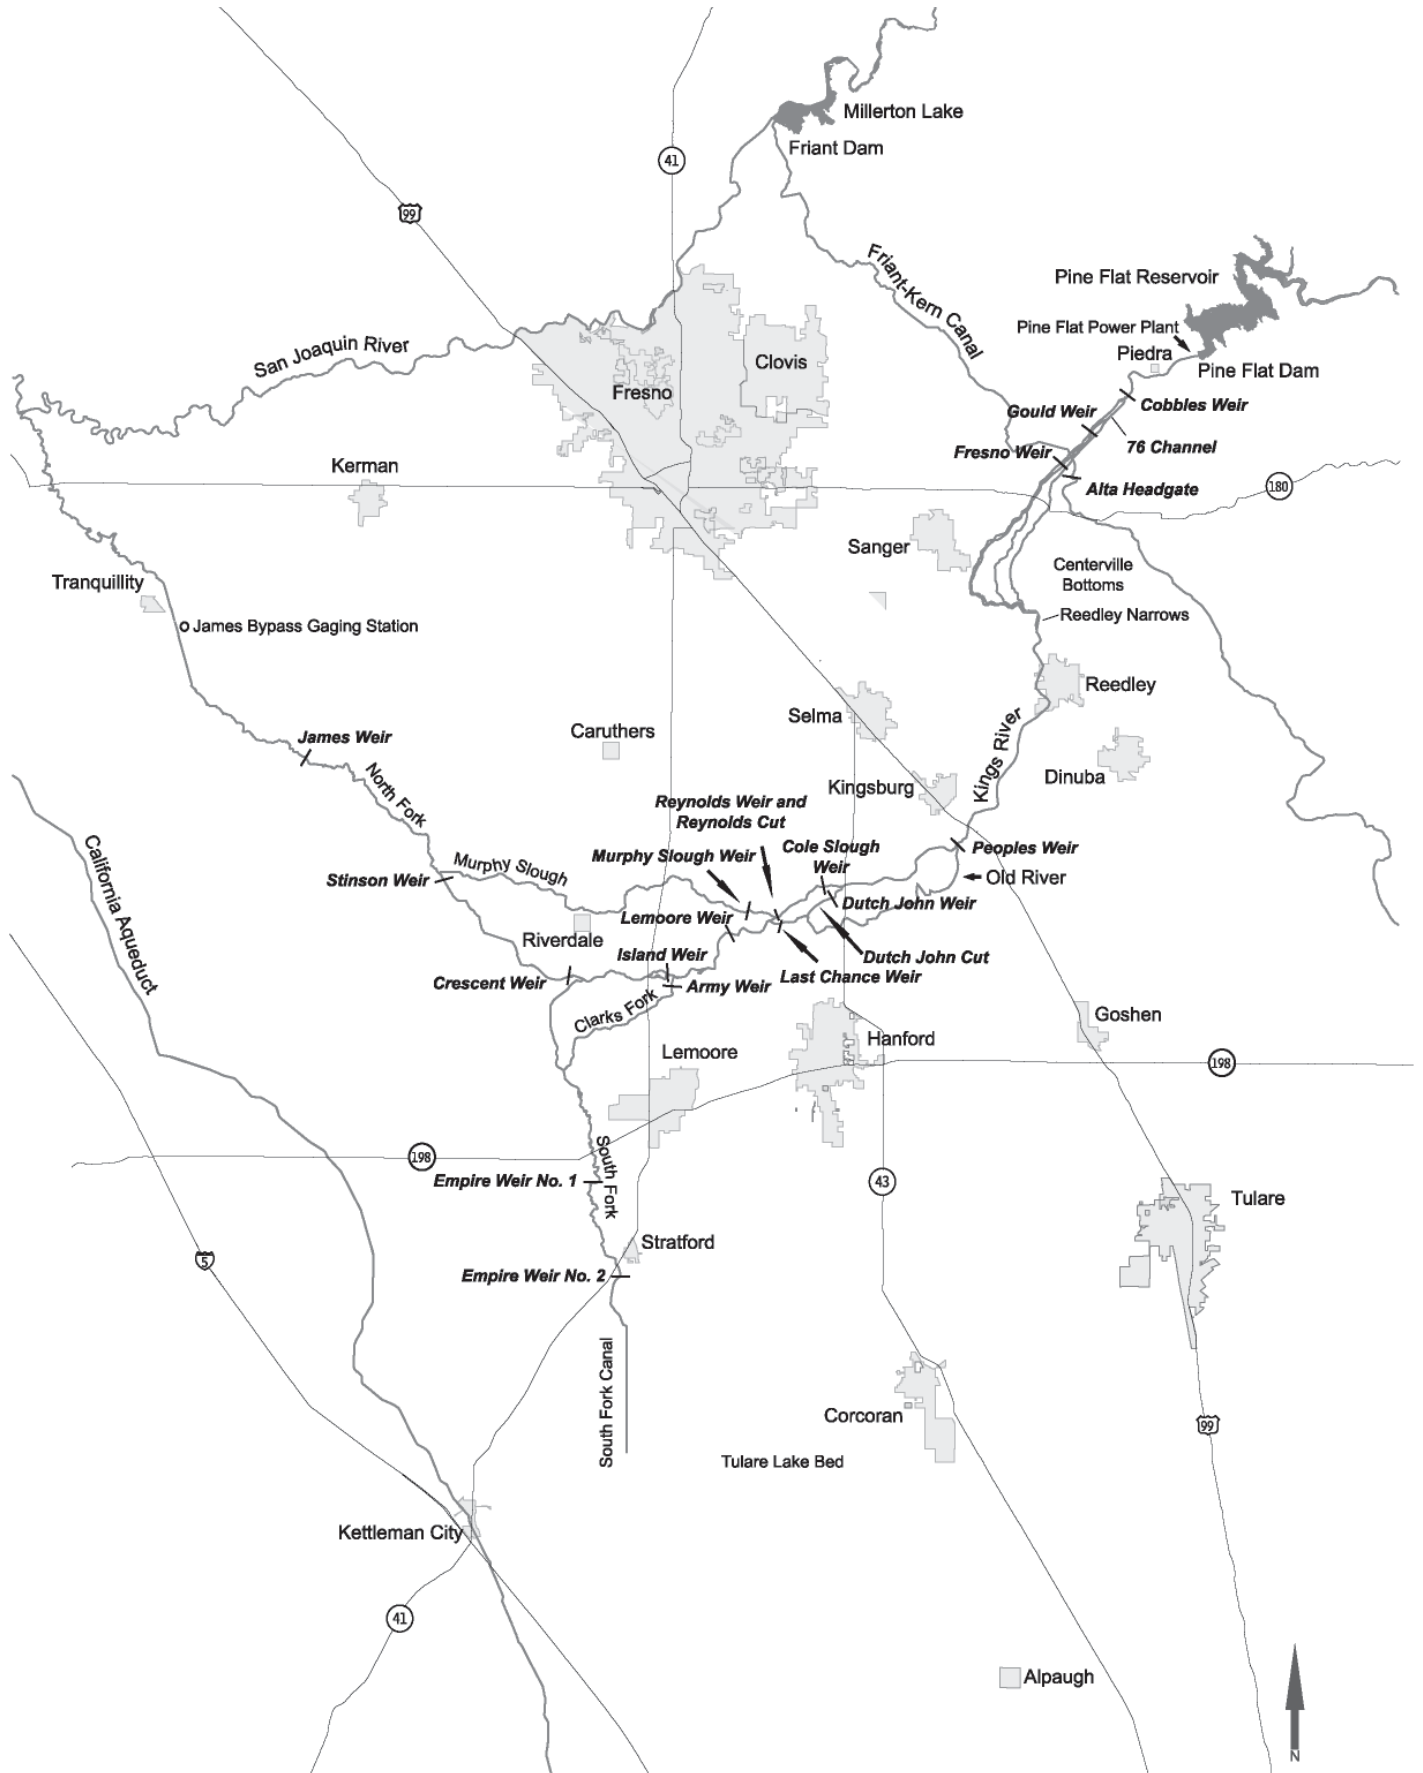 Millerton Lake
Friant Dam
41
99
Friant-Kern Canal
Pine Flat Reservoir
Pine Flat Power Plant
Piedra
Pine Flat Dam
San Joaquin River
Clovis
Fresno
Cobbles Weir
Gould Weir
76 Channel
Fresno Weir
Kerman
Alta Headgate
180
Sanger
Centerville
Bottoms
Tranquillity
Reedley Narrows
James Bypass Gaging Station
Reedley
Selma
Caruthers
James Weir
Kings River
Dinuba
North Fork
Kingsburg
Reynolds Weir and
Reynolds Cut
California Aqueduct
Murphy Slough
Murphy Slough Weir
Cole Slough
Weir
Peoples Weir
Stinson Weir
Old River
Dutch John Weir
Lemoore Weir
Riverdale
Island Weir
Dutch John Cut
Crescent Weir
Army Weir
Last Chance Weir
Clarks Fork
Goshen
Hanford
Lemoore
198
198
South Fork
Empire Weir No. 1
43
Tulare
Stratford
5
Empire Weir No. 2
South Fork Canal
Corcoran
99
Tulare Lake Bed
Kettleman City
41
Alpaugh
N